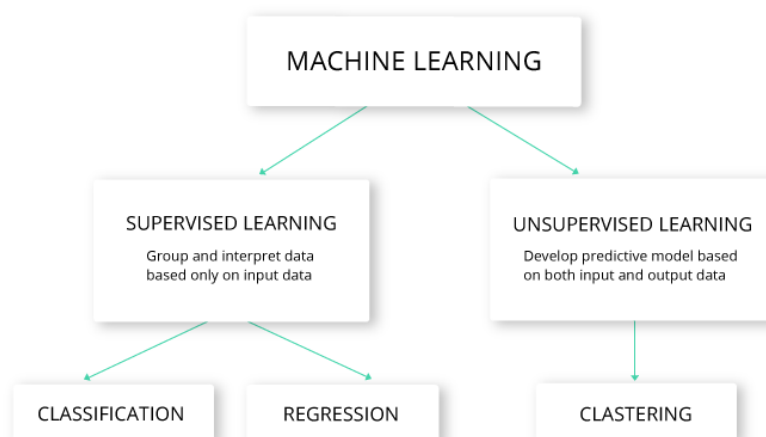 MACHINE LEARNING
SUPERVISED LEARNING
Group and interpret data
based only on input data
UNSUPERVISED LEARNING
Develop predictive model based
on both input and output data
CLASSIFICATION
REGRESSION
CLASTERING